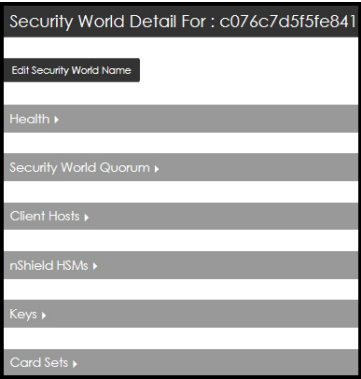 Security World Detail For : c076c7d5f5fe841
Edit Security World Name
Health
Security World Quorum
Client Hosts
nShield HSMs
Keys
Card Sets